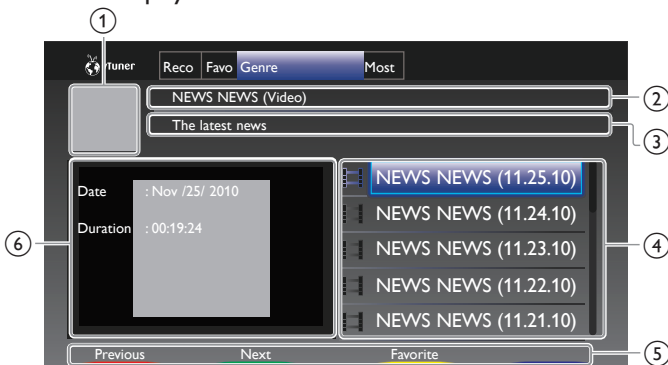 1
vTuner Reco Favo Genre Most
NEWS NEWS (Video) 2
The latest news 3
Date : Nov /25/ 2010
Duration : 00:19:24
6
NEWS NEWS (11.25.10)
NEWS NEWS (11.24.10)
NEWS NEWS (11.23.10)
NEWS NEWS (11.22.10)
NEWS NEWS (11.21.10)
4
Previous Next Favorite 5